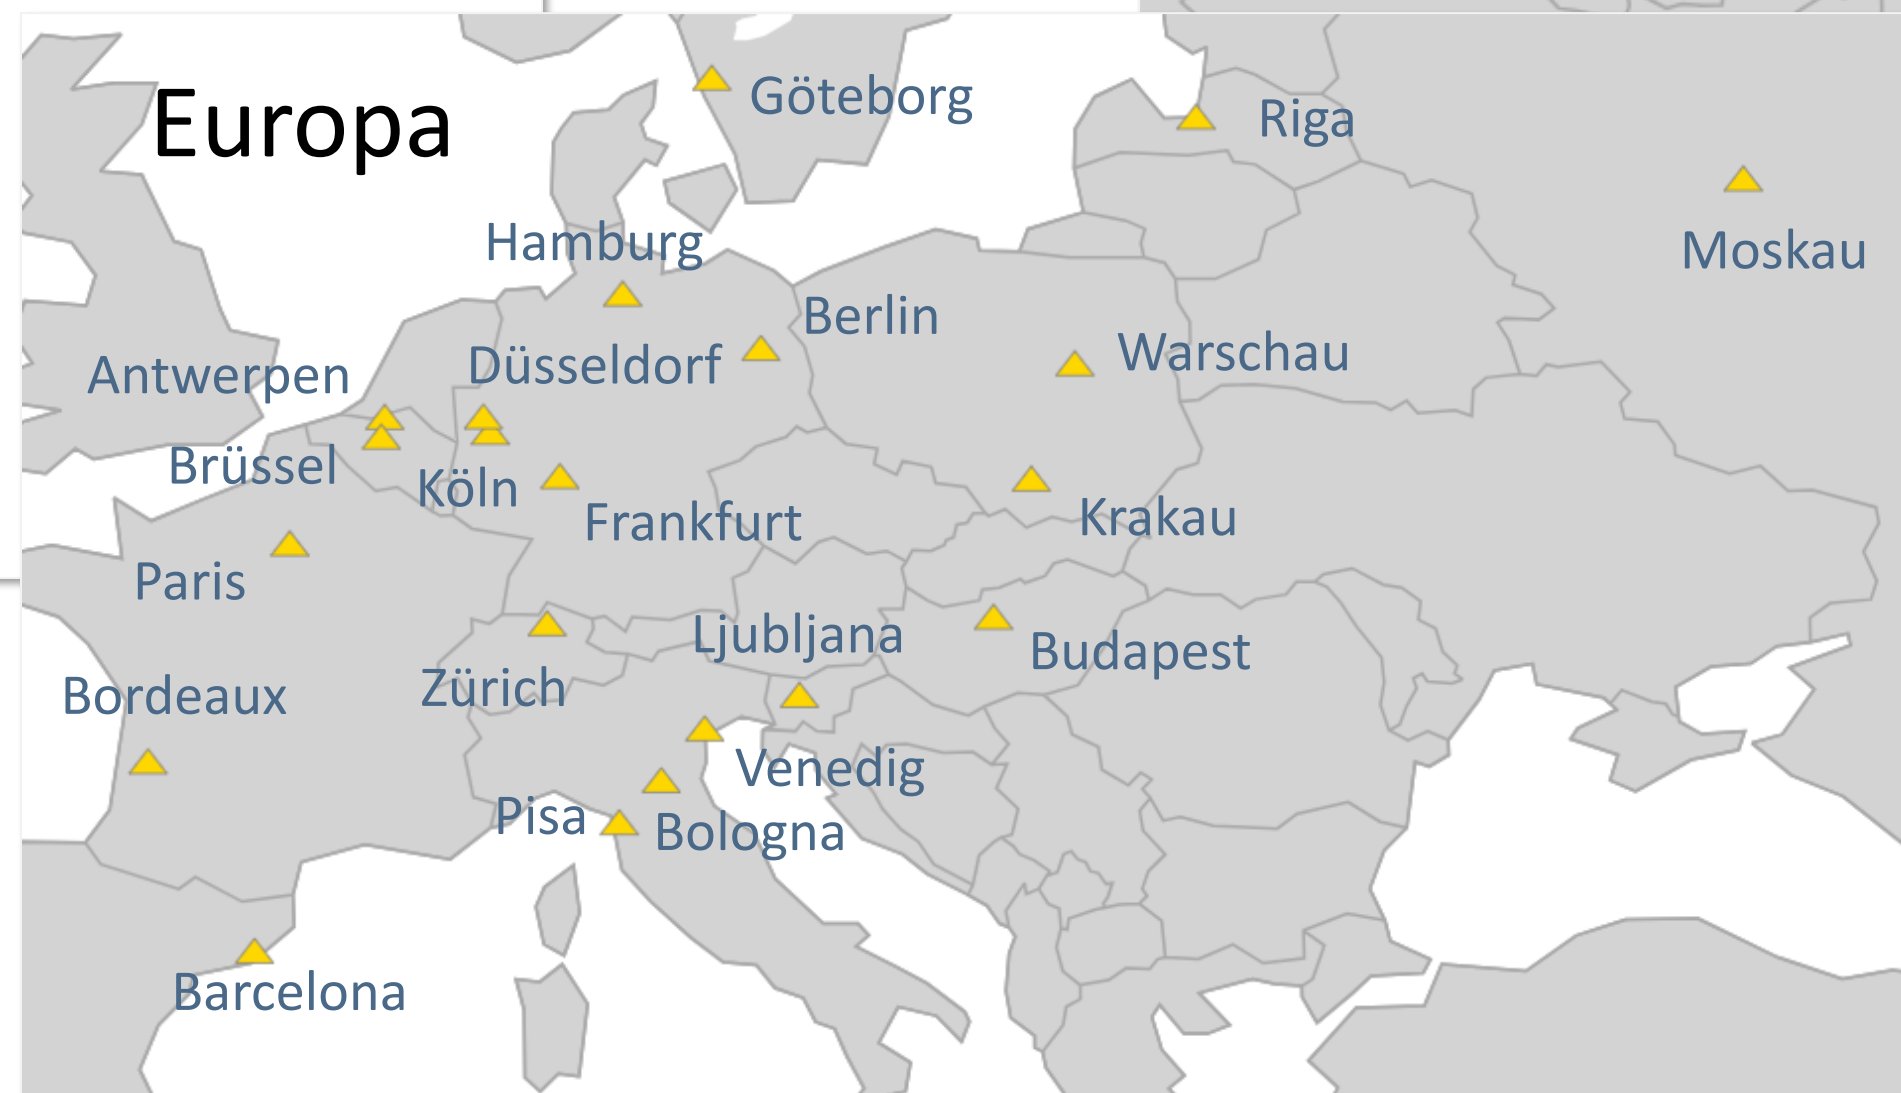 Europa
Göteborg
Riga
Moskau
Hamburg
Berlin
Warschau
Düsseldorf
Antwerpen
Brüssel
Köln
Frankfurt
Krakau
Paris
Ljubljana
Budapest
Zürich
Bordeaux
Venedig
Pisa
Bologna
Barcelona